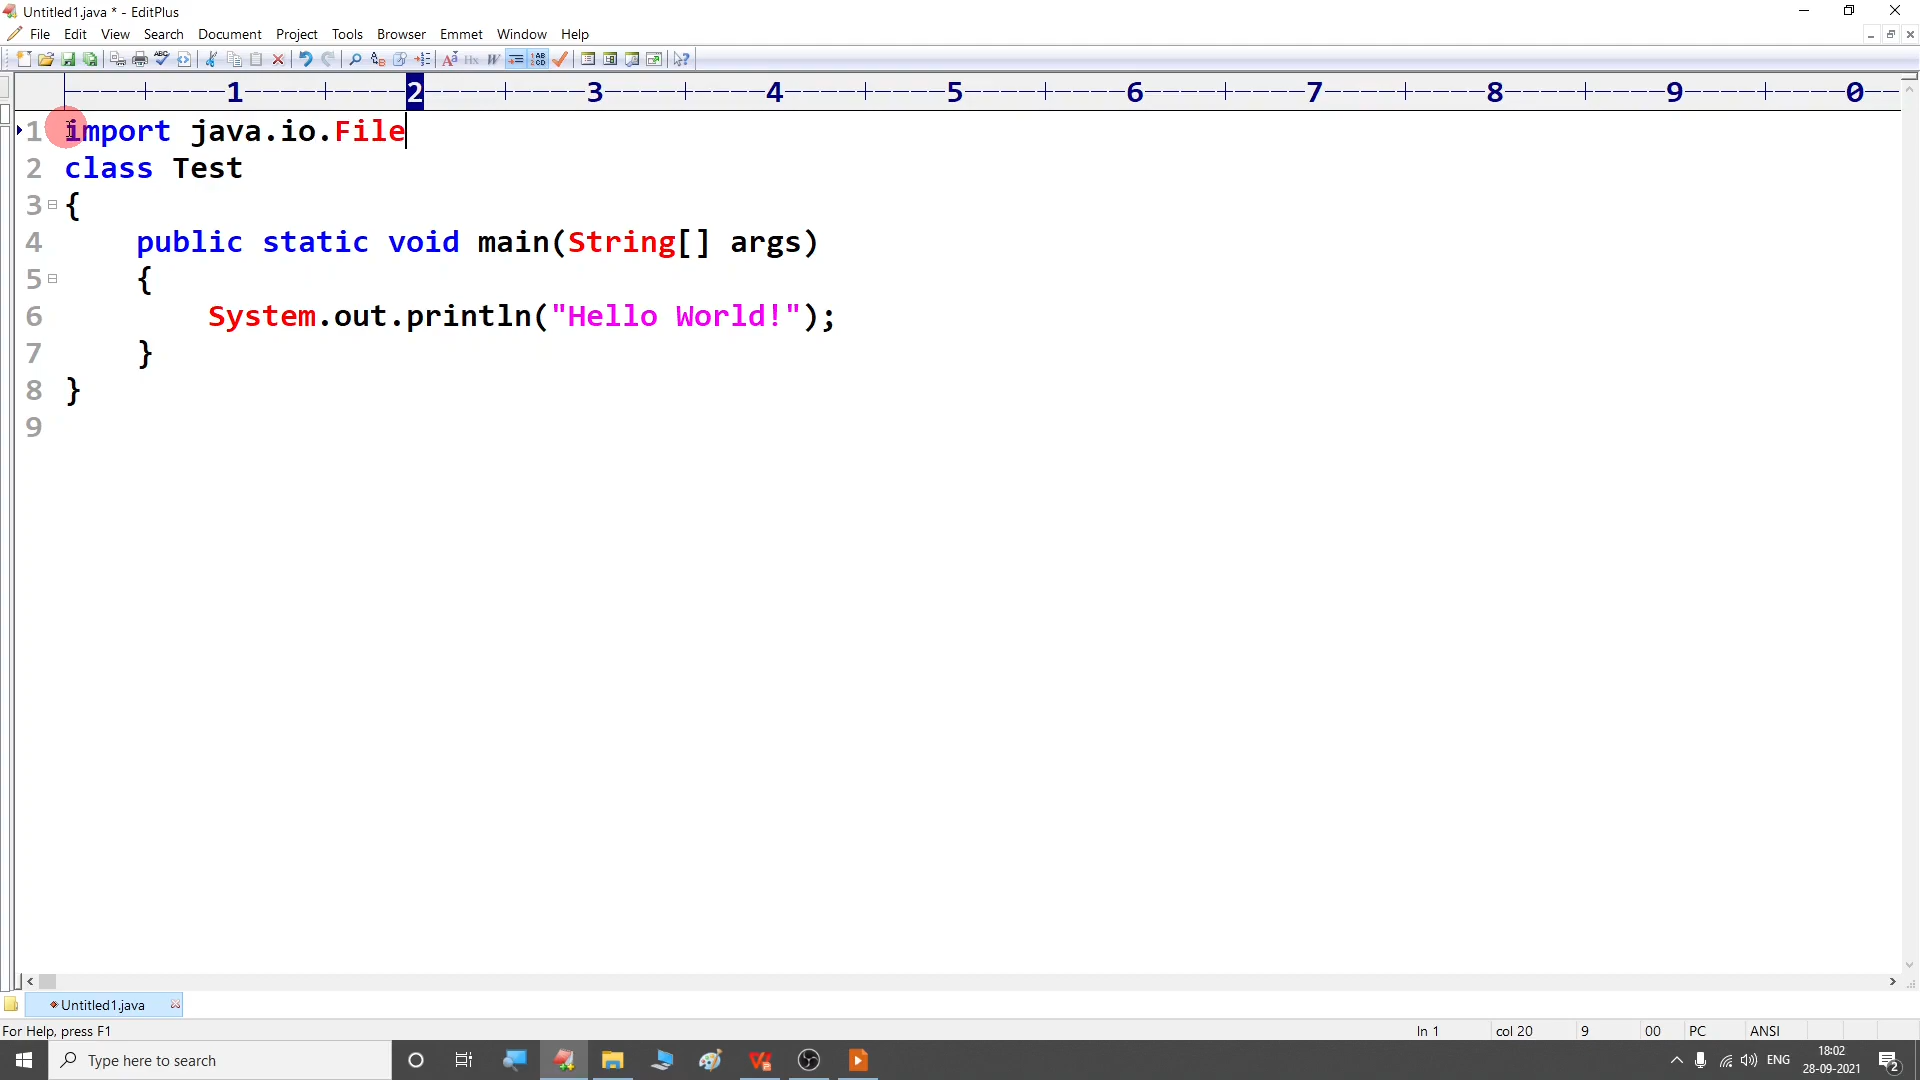 Untitled1.java * - EditPlus
File Edit View Search Document Project Tools Browser Emmet Window Help
1 2 3 4 5 6 7 8 9 0
1 import java.io.File
2 class Test
3 {
4 public static void main(String[] args)
5 {
6 System.out.println("Hello World!");
7 }
8 }
9
Untitled1.java
For Help, press F1 ln 1 col 20 9 00 PC ANSI
Type here to search ENG 18:02
28-09-2021 2